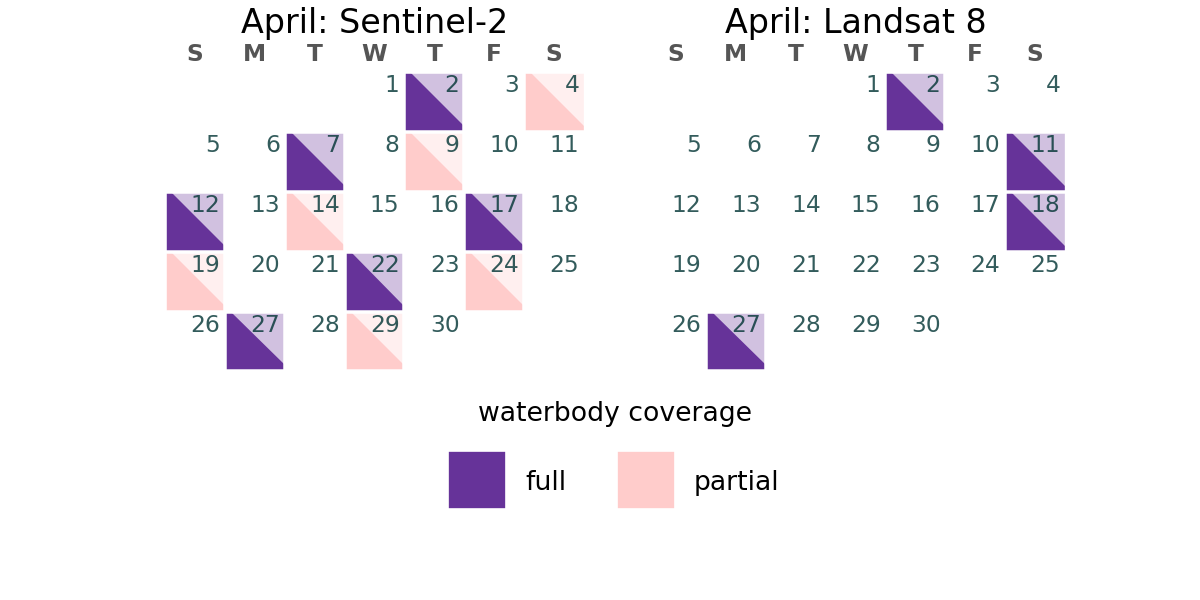 April: Sentinel-2
S M T W T F S
1 2 3 4
5 6 7 8 9 10 11
12 13 14 15 16 17 18
19 20 21 22 23 24 25
26 27 28 29 30
April: Landsat 8
S M T W T F S
1 2 3 4
5 6 7 8 9 10 11
12 13 14 15 16 17 18
19 20 21 22 23 24 25
26 27 28 29 30
waterbody coverage
full
partial